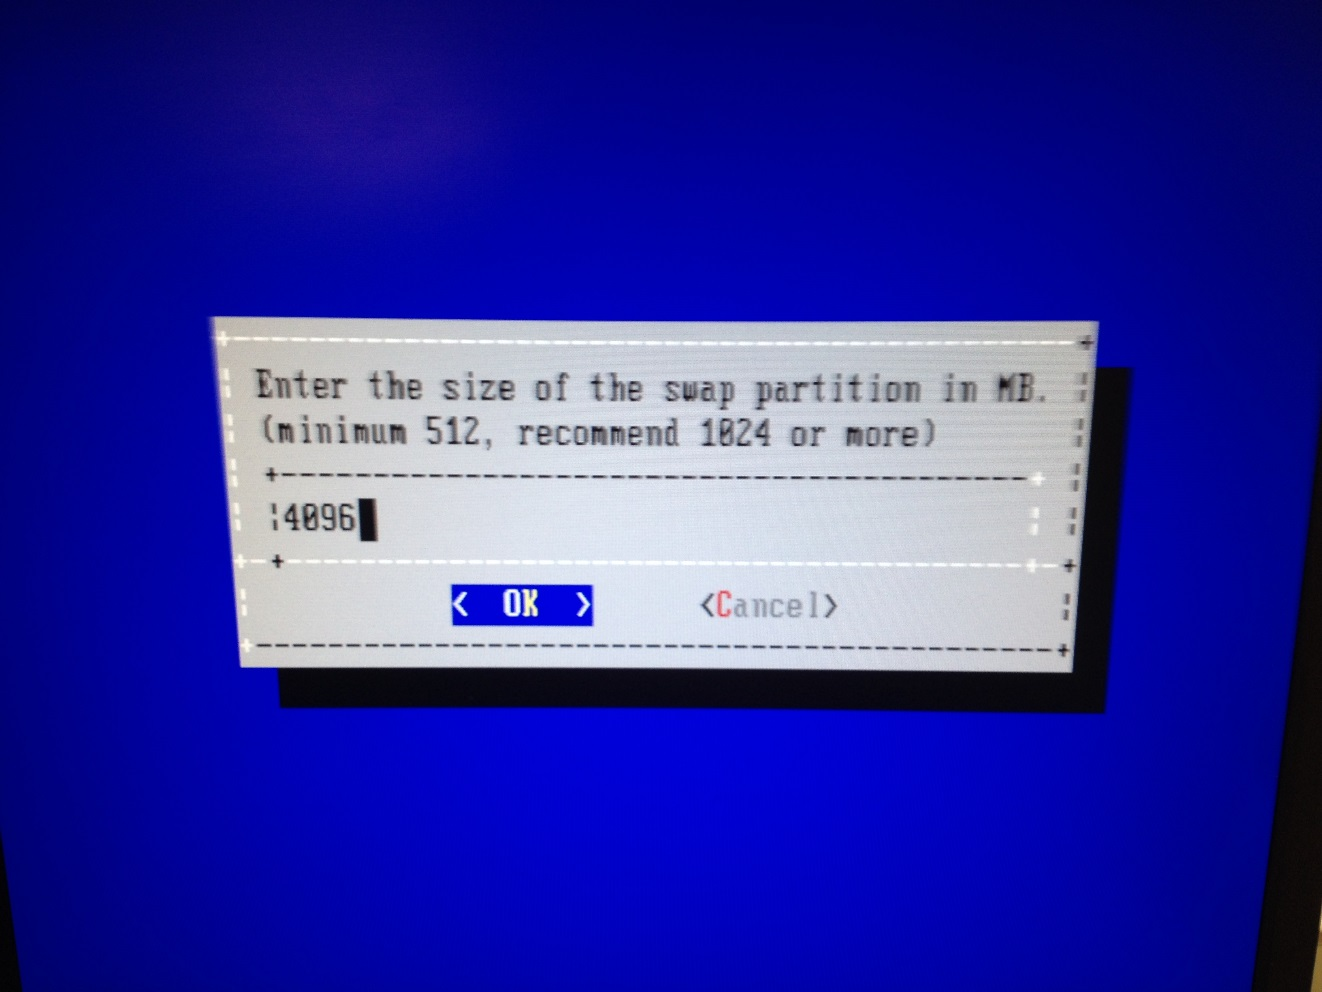 Enter the size of the swap partition in MB.
(minimum 512, recommend 1024 or more)
4096
< OK > <Cancel>